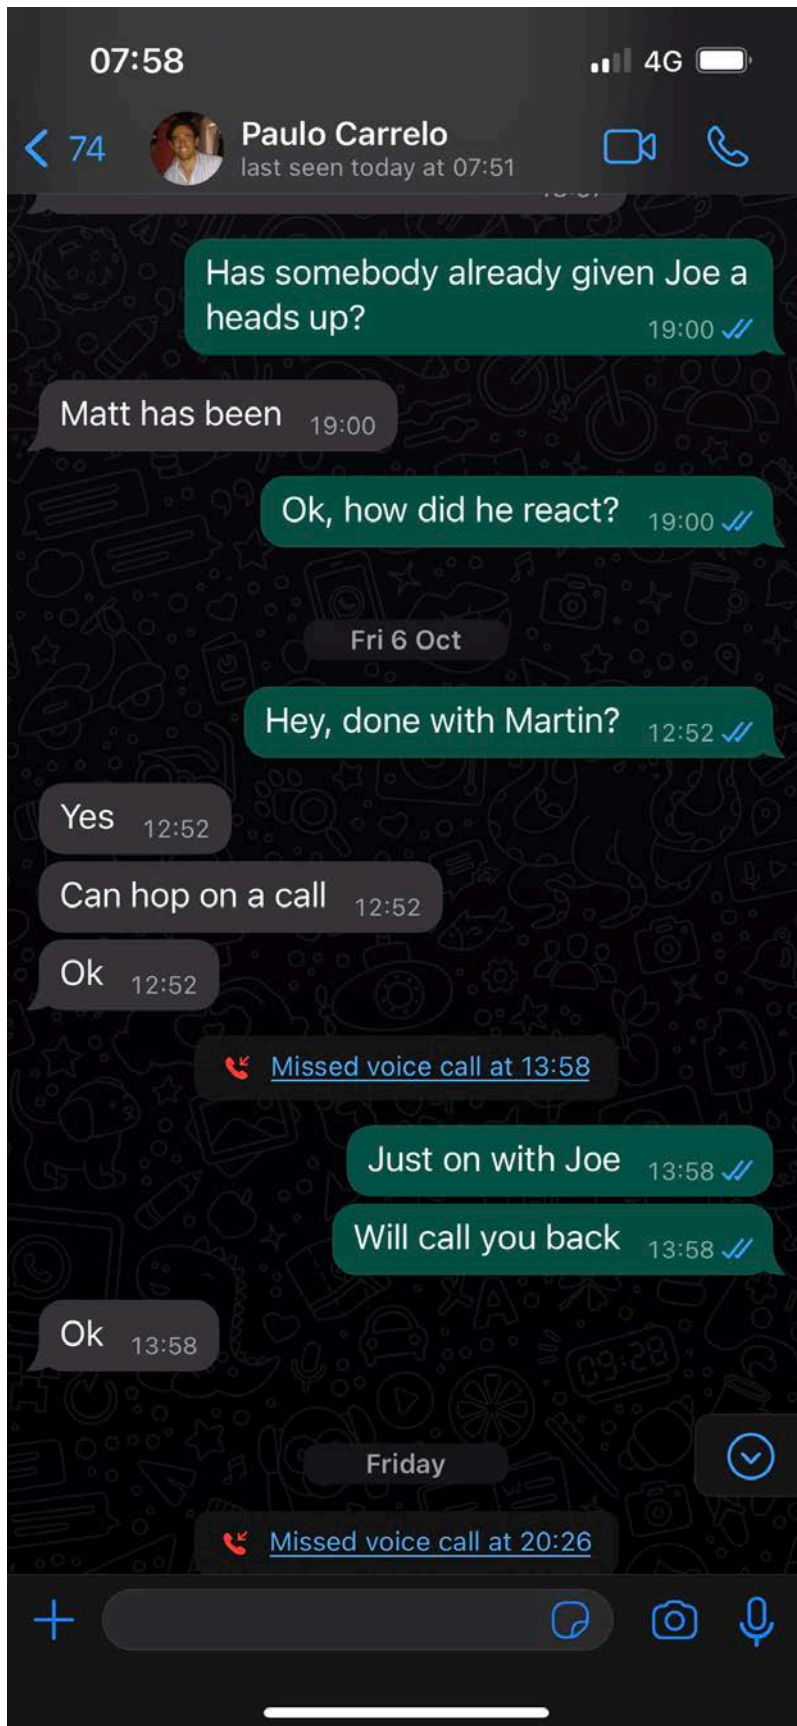 07:58
4G
74
Paulo Carrelo
last seen today at 07:51
Has somebody already given Joe a
heads up?
19:00
Matt has been 19:00
Ok, how did he react? 19:00
Fri 6 Oct
Hey, done with Martin? 12:52
Yes 12:52
Can hop on a call 12:52
Ok 12:52
Missed voice call at 13:58
Just on with Joe 13:58
Will call you back 13:58
Ok 13:58
09:28
Friday
Missed voice call at 20:26